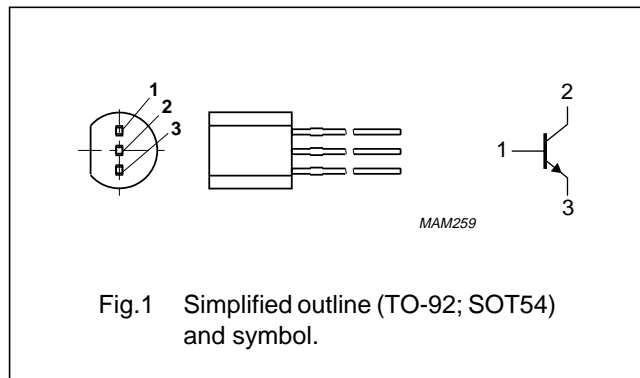 1
2
3
2
1
3
MAM259
Fig.1 Simplified outline (TO-92; SOT54)
and symbol.